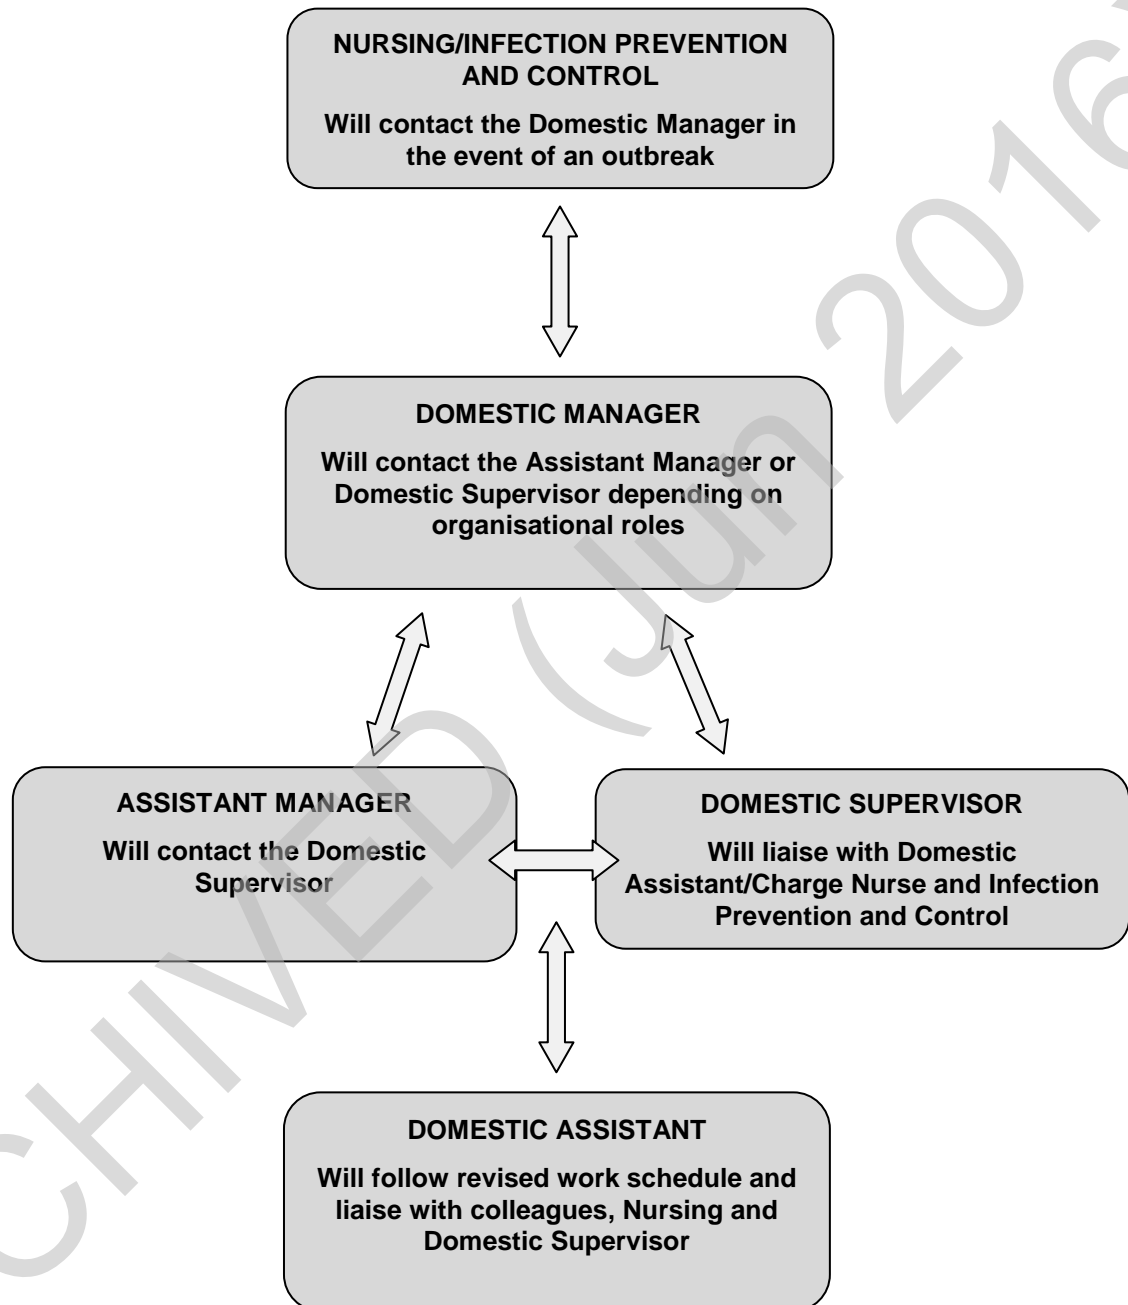 NURSING/INFECTION PREVENTION
AND CONTROL
Will contact the Domestic Manager in
the event of an outbreak
DOMESTIC MANAGER
Will contact the Assistant Manager or
Domestic Supervisor depending on
organisational roles
ASSISTANT MANAGER
Will contact the Domestic
Supervisor
DOMESTIC SUPERVISOR
Will liaise with Domestic
Assistant/Charge Nurse and Infection
Prevention and Control
DOMESTIC ASSISTANT
Will follow revised work schedule and
liaise with colleagues, Nursing and
Domestic Supervisor
CHIVED (Jun 2016)